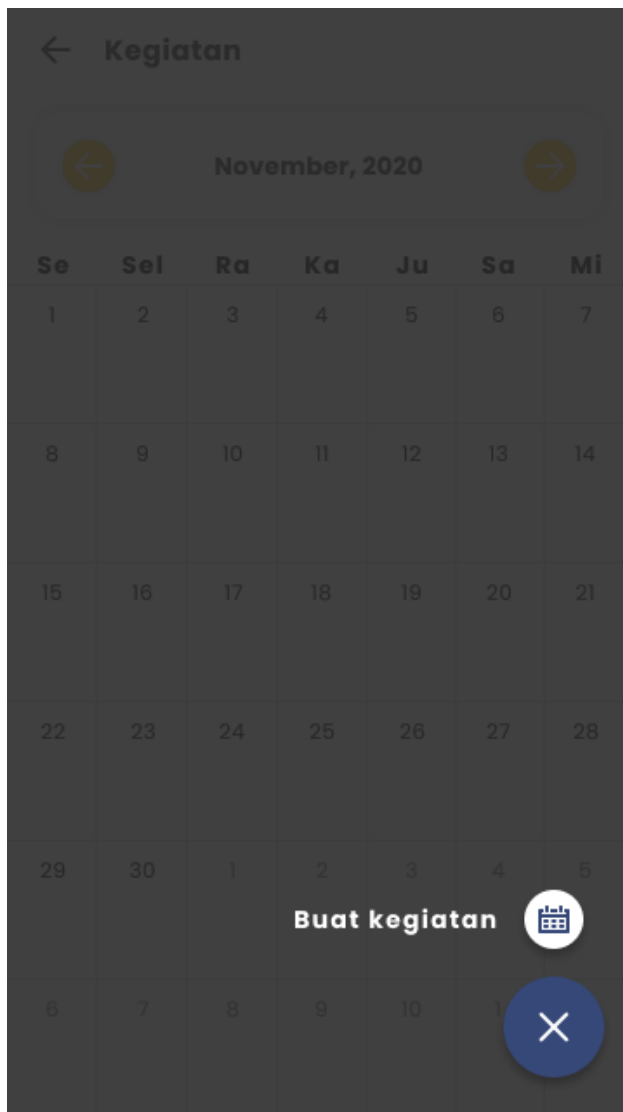 Kegiatan
November, 2020
Se Sel Ra Ka Ju Sa Mi
1 2 3 4 5 6 7
8 9 10 11 12 13 14
15 16 17 18 19 20 21
22 23 24 25 26 27 28
29 30 1 2 3 4 5
Buat kegiatan
6 7 8 9 10